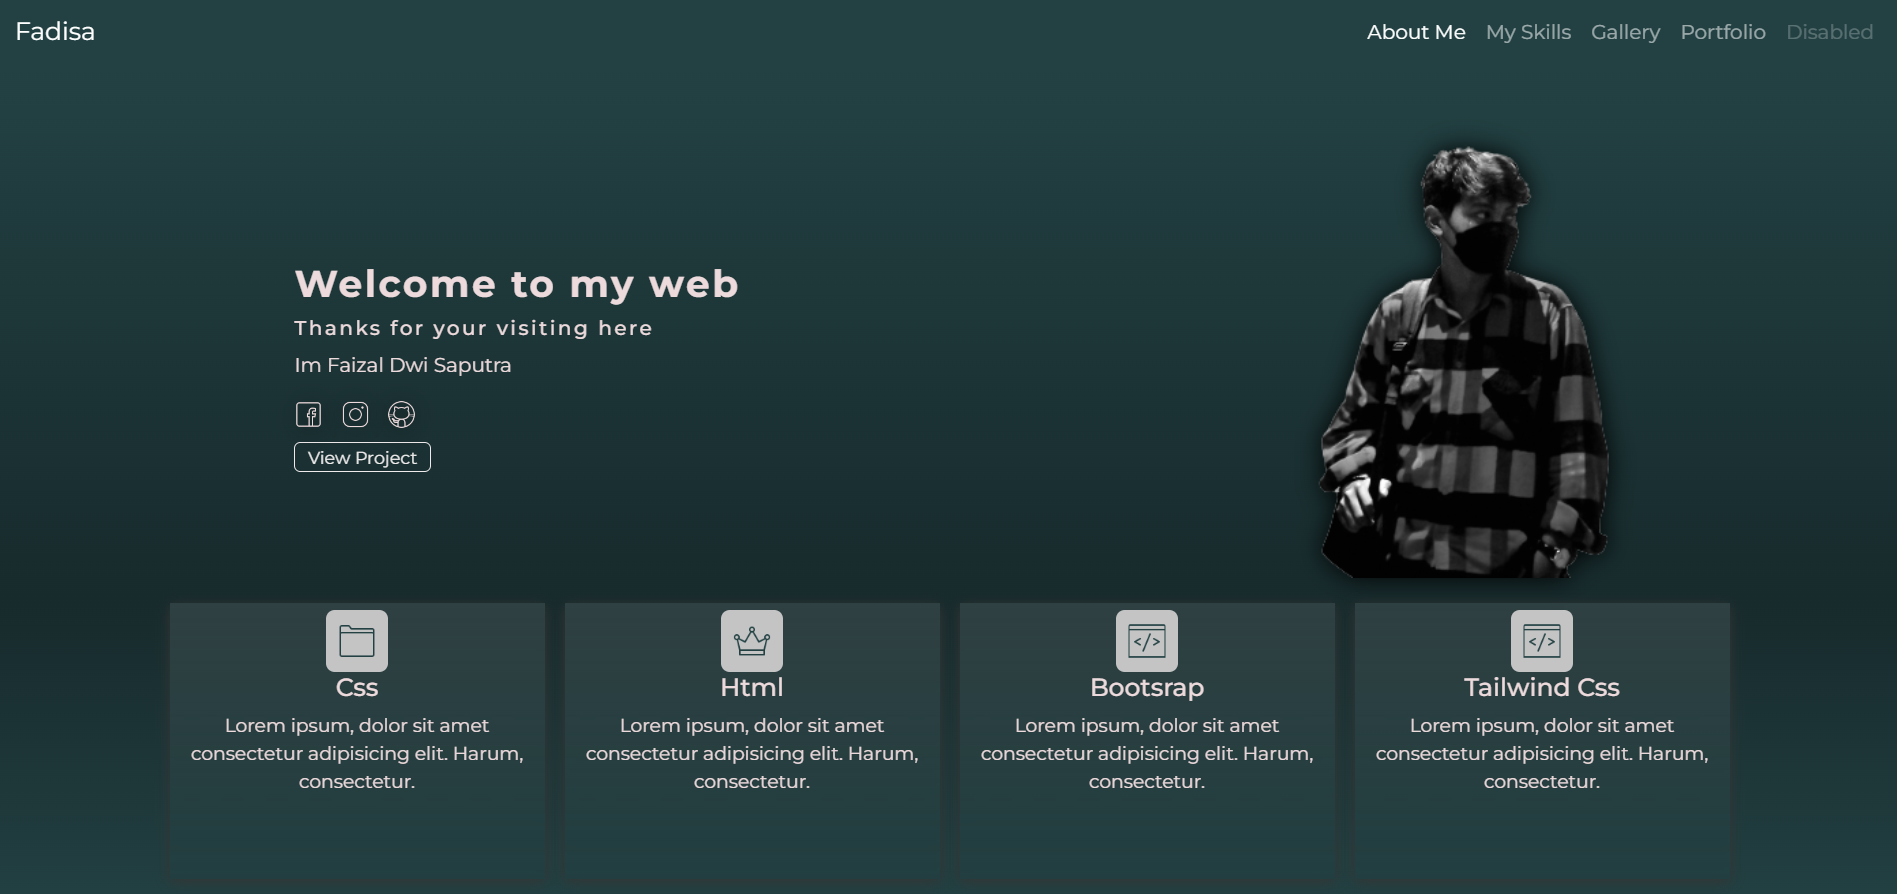 Fadisa
About Me My Skills Gallery Portfolio Disabled
Welcome to my web
Thanks for your visiting here
Im Faizal Dwi Saputra
View Project
Css
Lorem ipsum, dolor sit amet
consectetur adipisicing elit. Harum,
consectetur.
Html
Lorem ipsum, dolor sit amet
consectetur adipisicing elit. Harum,
consectetur.
Bootsrap
Lorem ipsum, dolor sit amet
consectetur adipisicing elit. Harum,
consectetur.
Tailwind Css
Lorem ipsum, dolor sit amet
consectetur adipisicing elit. Harum,
consectetur.